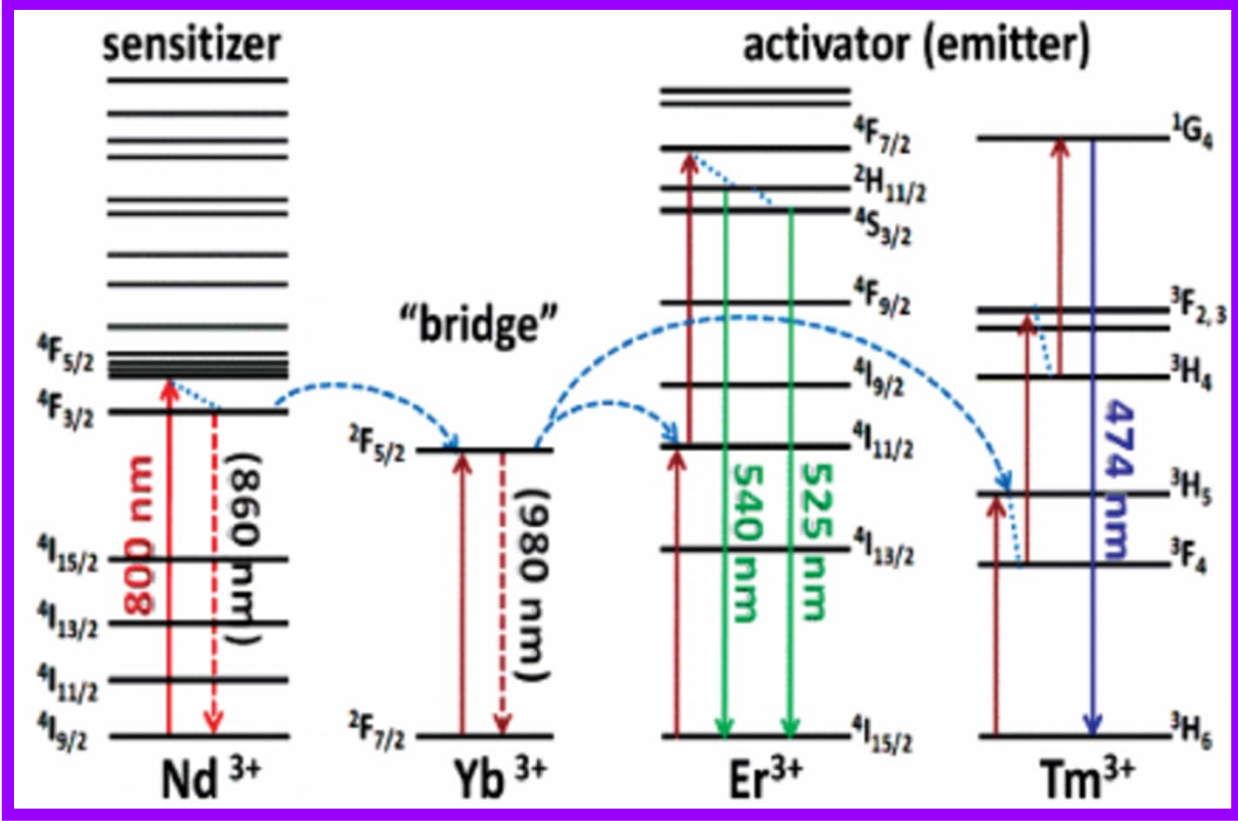 sensitizer
activator (emitter)
"bridge"
⁴F₅/₂
⁴F₃/₂
⁴I₁₅/₂
⁴I₁₃/₂
⁴I₁₁/₂
⁴I₉/₂
800 nm
(860 nm)
Nd ³⁺
²F₅/₂
²F₇/₂
(980 nm)
Yb ³⁺
⁴F₇/₂
²H₁₁/₂
⁴S₃/₂
⁴F₉/₂
⁴I₉/₂
⁴I₁₁/₂
⁴I₁₃/₂
⁴I₁₅/₂
540 nm
525 nm
Er³⁺
¹G₄
³F₂,₃
³H₄
³H₅
³F₄
³H₆
474 nm
Tm³⁺